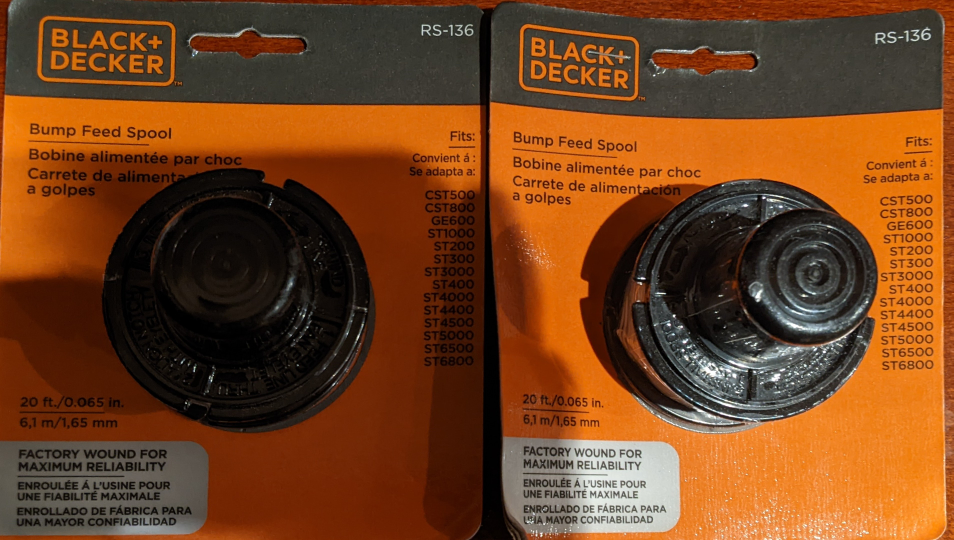 BLACK+
DECKER™
RS-136
Bump Feed Spool
Bobine alimentée par choc
Carrete de alimenta
a golpes
Fits:
Convient á :
Se adapta a:
CST500
CST800
GE600
ST1000
ST200
ST300
ST3000
ST400
ST4000
ST4400
ST4500
ST5000
ST6500
ST6800
20 ft./0.065 in.
6,1 m/1,65 mm
FACTORY WOUND FOR
MAXIMUM RELIABILITY
ENROULÉE Á L'USINE POUR
UNE FIABILITÉ MAXIMALE
ENROLLADO DE FÁBRICA PARA
UNA MAYOR CONFIABILIDAD
BLACK+
DECKER™
RS-136
Bump Feed Spool
Bobine alimentée par choc
Carrete de alimentación
a golpes
Fits:
Convient á :
Se adapta a:
CST500
CST800
GE600
ST1000
ST200
ST300
ST3000
ST400
ST4000
ST4400
ST4500
ST5000
ST6500
ST6800
20 ft./0.065 in.
6,1 m/1,65 mm
FACTORY WOUND FOR
MAXIMUM RELIABILITY
ENROULÉE Á L'USINE POUR
UNE FIABILITÉ MAXIMALE
ENROLLADO DE FÁBRICA PARA
UNA MAYOR CONFIABILIDAD